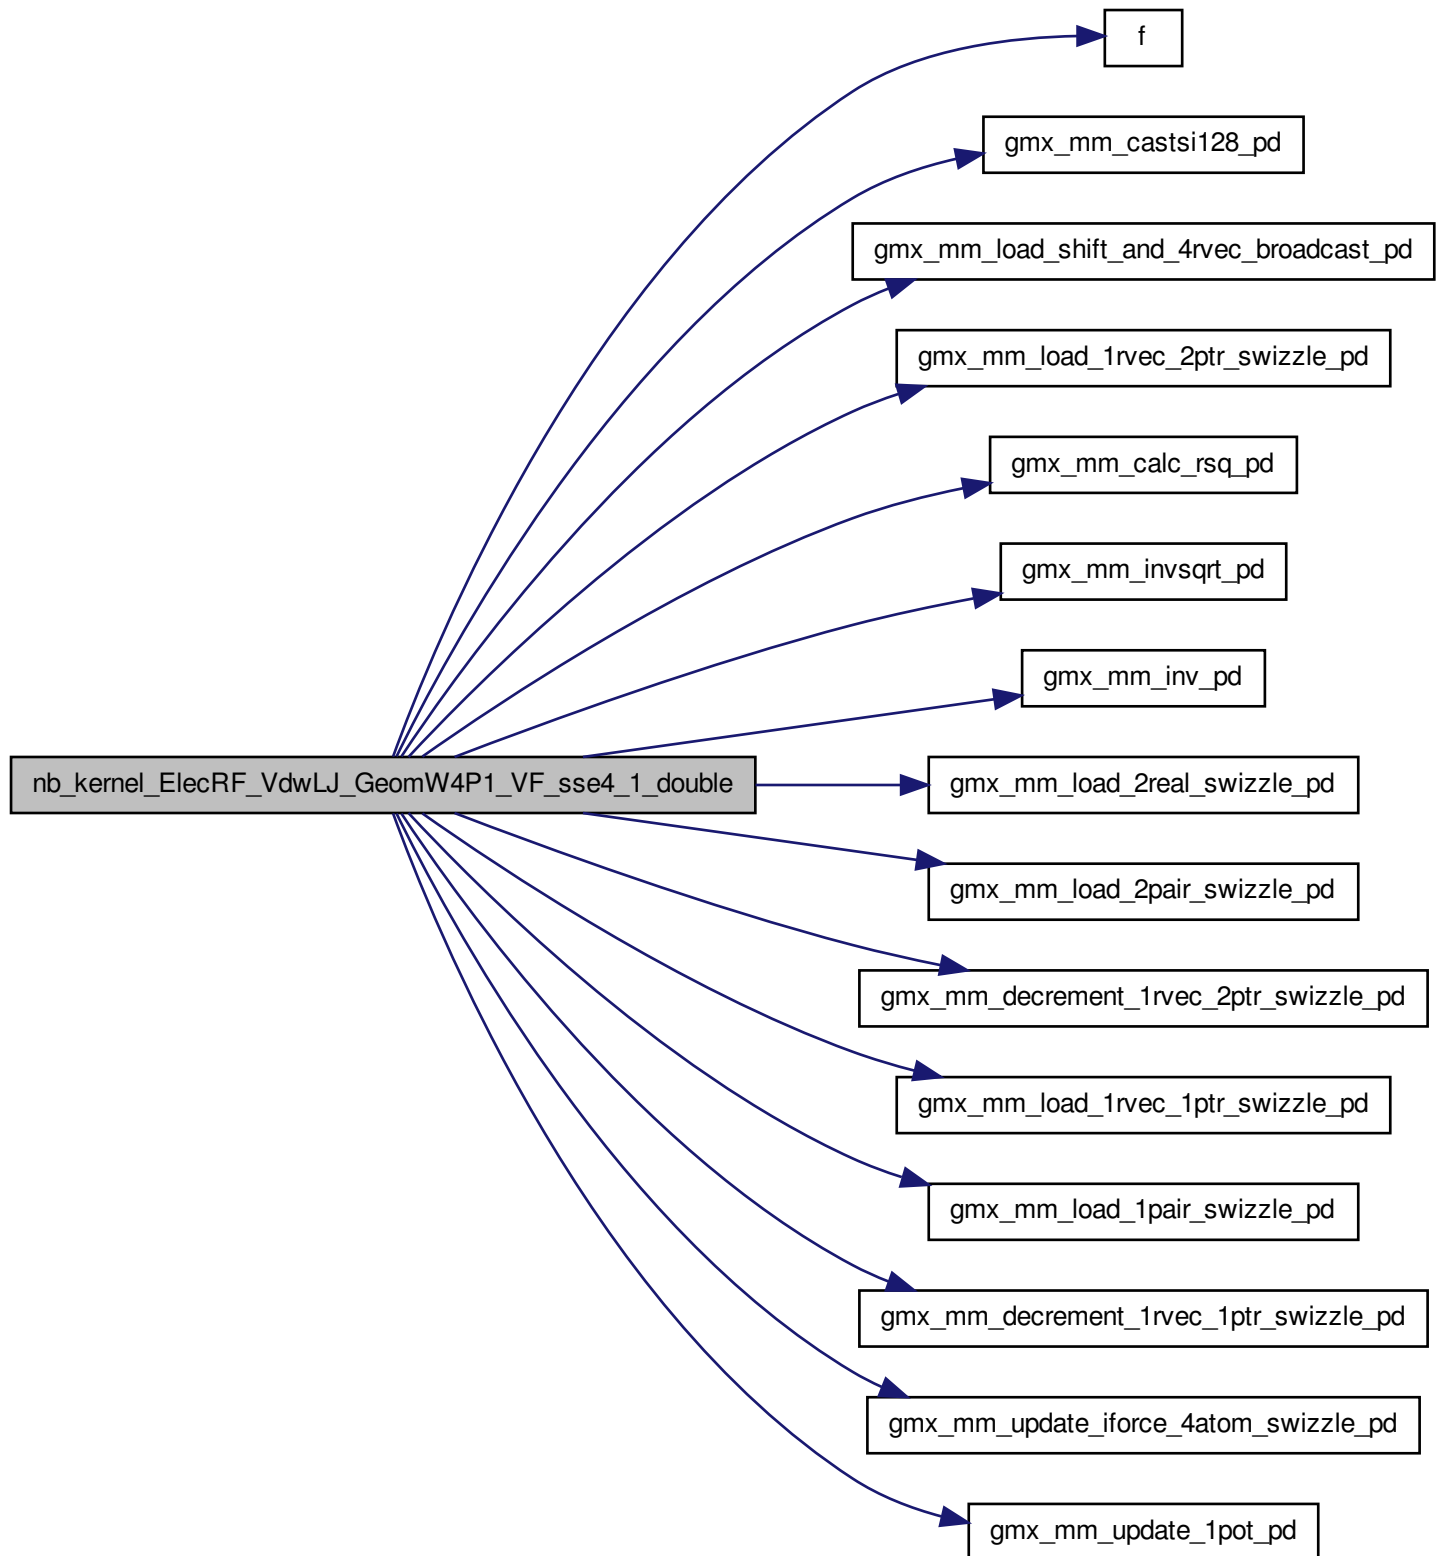 f
gmx_mm_castsi128_pd
gmx_mm_load_shift_and_4rvec_broadcast_pd
gmx_mm_load_1rvec_2ptr_swizzle_pd
gmx_mm_calc_rsq_pd
gmx_mm_invsqrt_pd
gmx_mm_inv_pd
nb_kernel_ElecRF_VdwLJ_GeomW4P1_VF_sse4_1_double
gmx_mm_load_2real_swizzle_pd
gmx_mm_load_2pair_swizzle_pd
gmx_mm_decrement_1rvec_2ptr_swizzle_pd
gmx_mm_load_1rvec_1ptr_swizzle_pd
gmx_mm_load_1pair_swizzle_pd
gmx_mm_decrement_1rvec_1ptr_swizzle_pd
gmx_mm_update_iforce_4atom_swizzle_pd
gmx_mm_update_1pot_pd